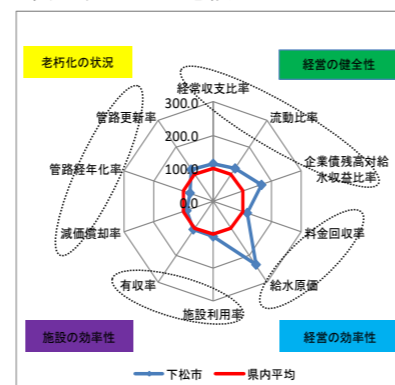 老朽化の状況
経営の健全性
経常収支比率
流動比率
企業債残高対給
水収益比率
料金回収率
給水原価
施設利用率
有収率
減価償却率
管路経年化率
管路更新率
300.0
200.0
100.0
0.0
施設の効率性
経営の効率性
下松市
県内平均